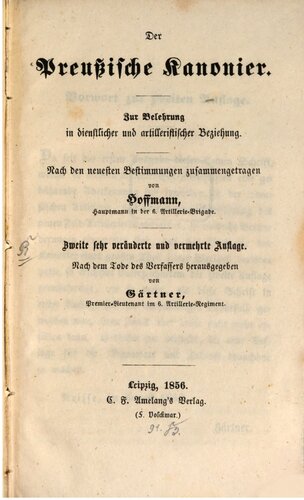 Der
Preußische Kanonier.
Zur Belehrung
in dienstlicher und artilleristischer Beziehung.
Nach den neuesten Bestimmungen zusammengetragen
von
Hoffmann,
Hauptmann in der 6. Artillerie-Brigade.
Zweite sehr veränderte und vermehrte Auflage.
Nach dem Tode des Verfassers herausgegeben
von
Gärtner,
Premier-Lieutenant im 6. Artillerie-Regiment.
Leipzig, 1856.
C. F. Amelang's Verlag.
(F. Volckmar.)